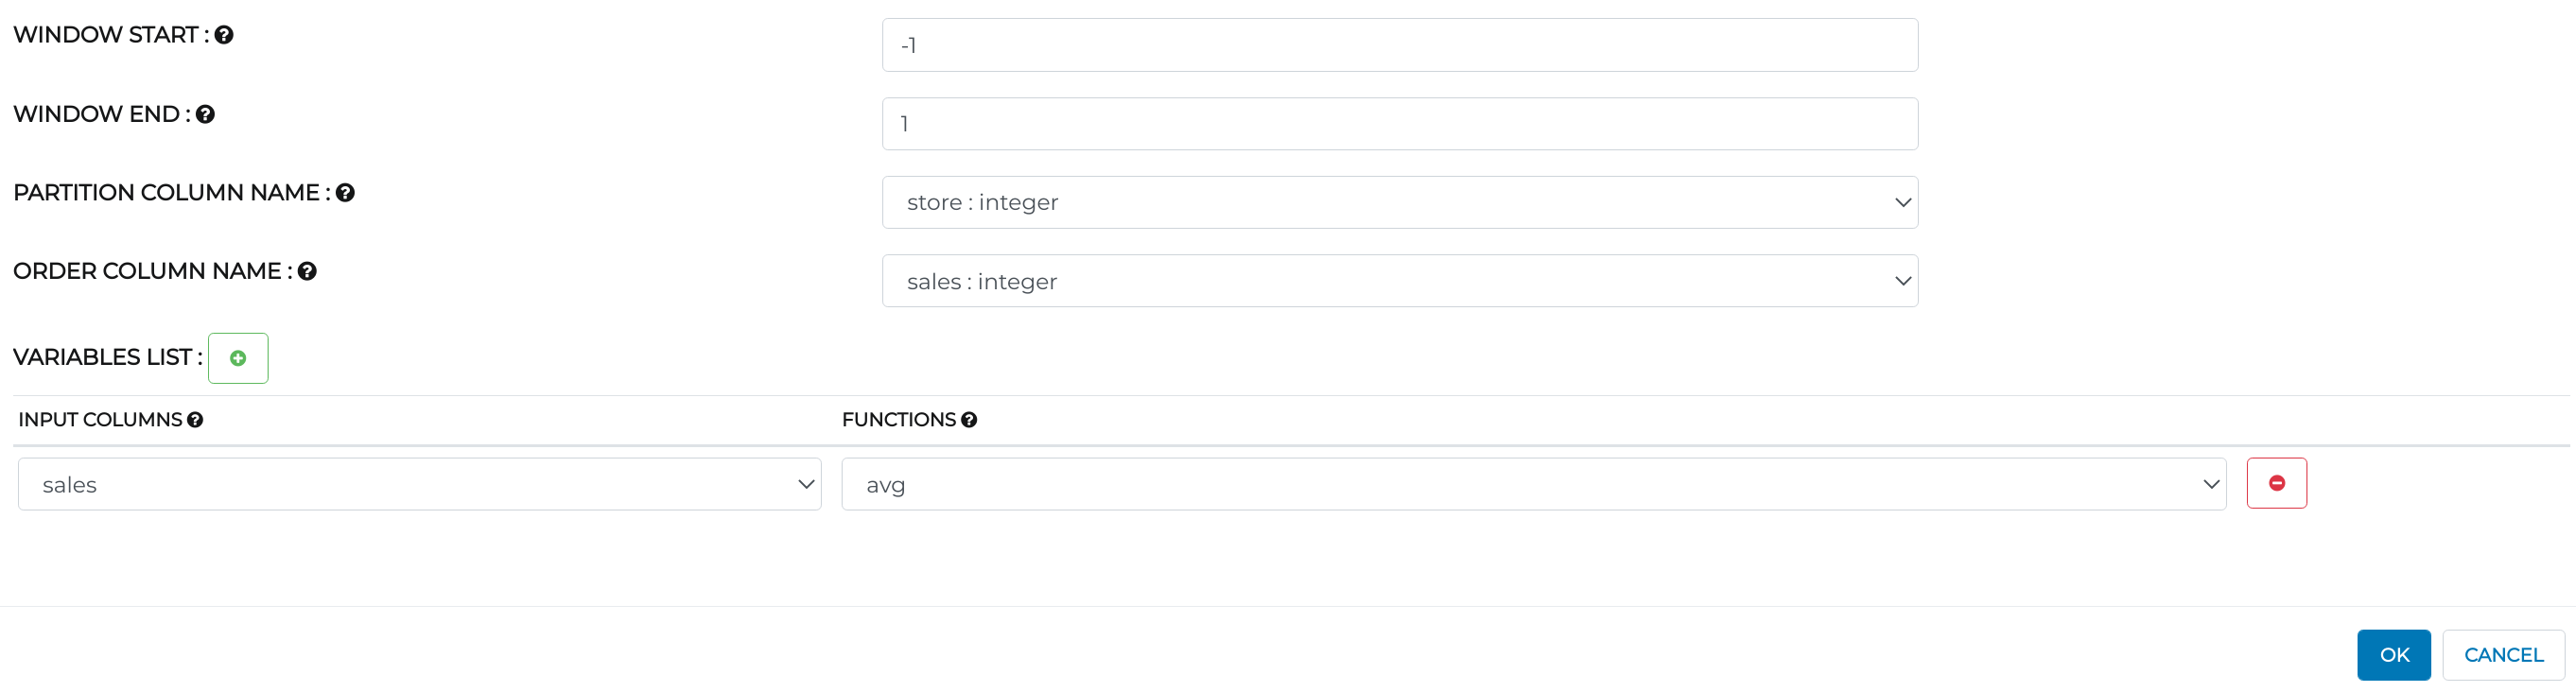 WINDOW START :
-1
WINDOW END :
1
PARTITION COLUMN NAME :
store : integer
ORDER COLUMN NAME :
sales : integer
VARIABLES LIST :
INPUT COLUMNS FUNCTIONS
sales avg
OK CANCEL